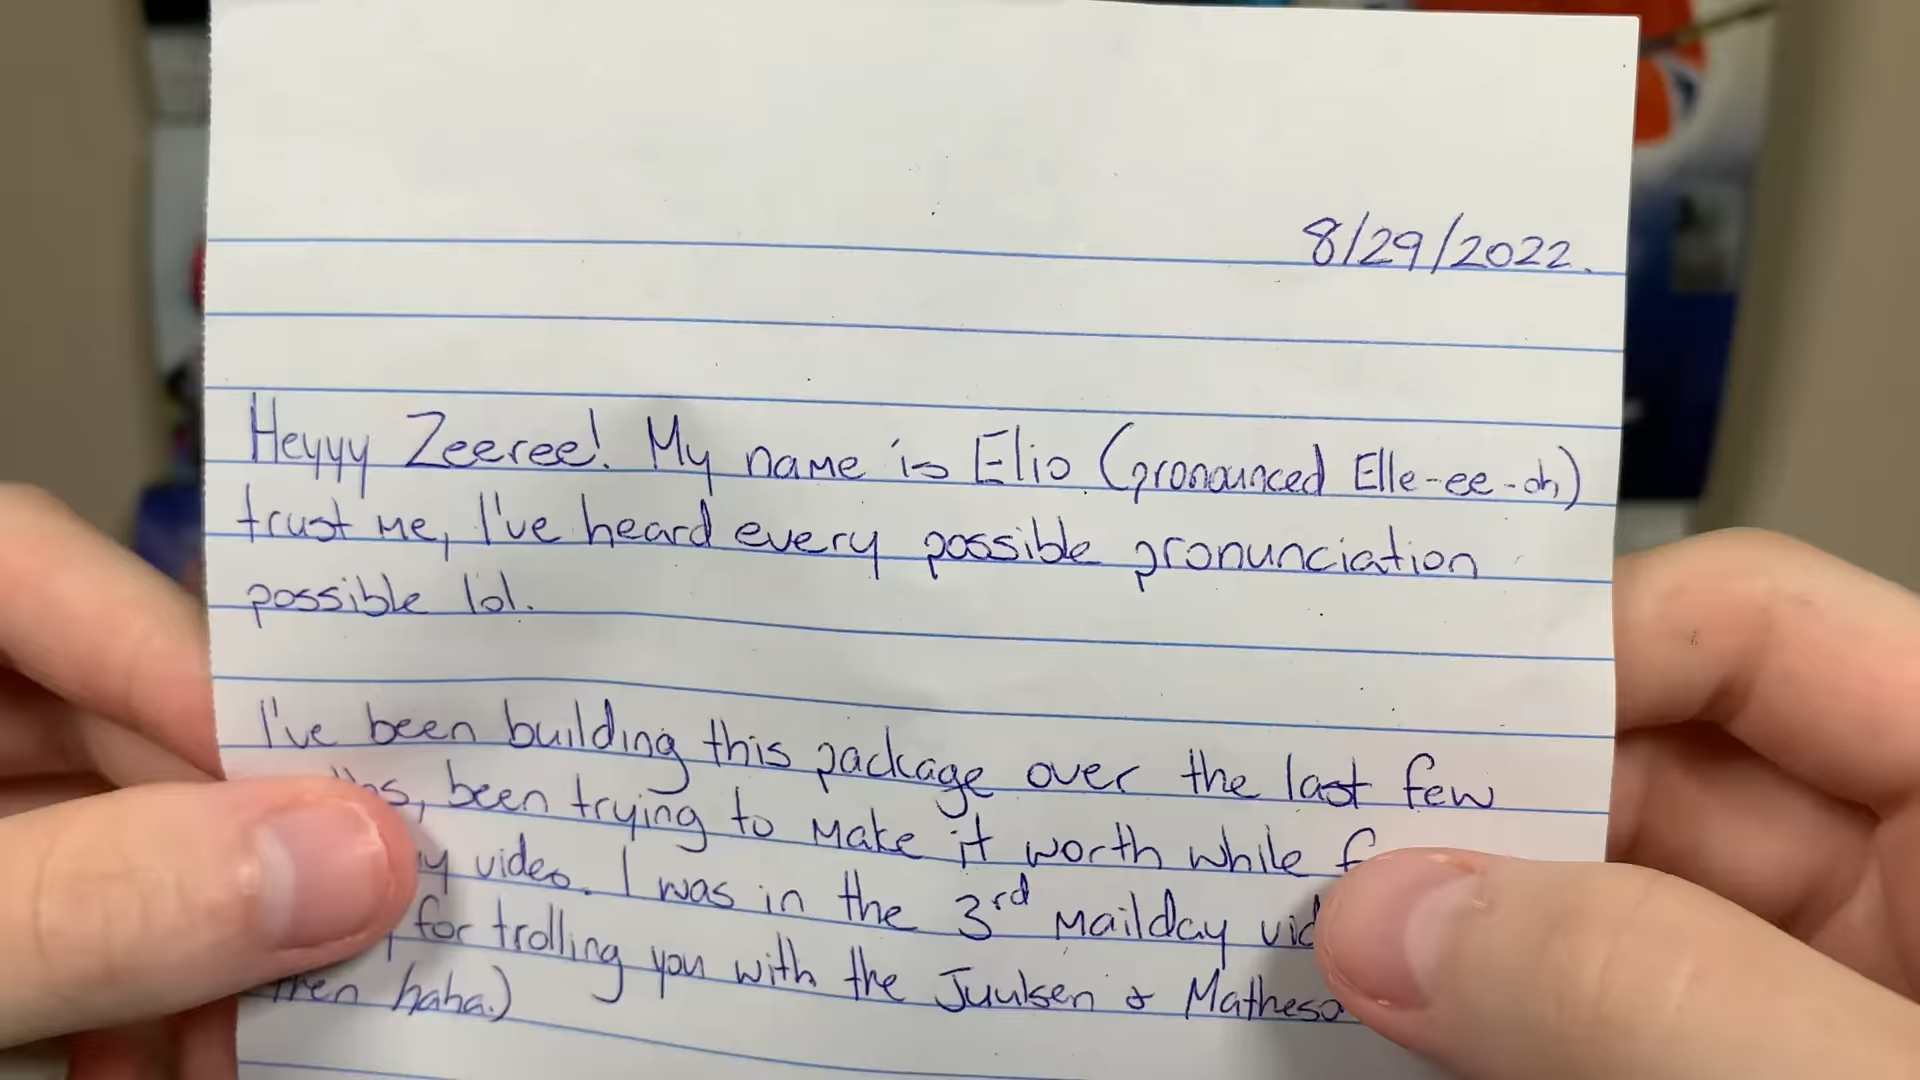 8/29/2022.
Heyyy Zeeree! My name is Elio (pronounced Elle-ee-oh)
trust me, I've heard every possible pronunciation
possible lol.
I've been building this package over the last few
been trying to make it worth while
video. I was in the 3rd mailday
for trolling you with the Juulsen &
haha.)